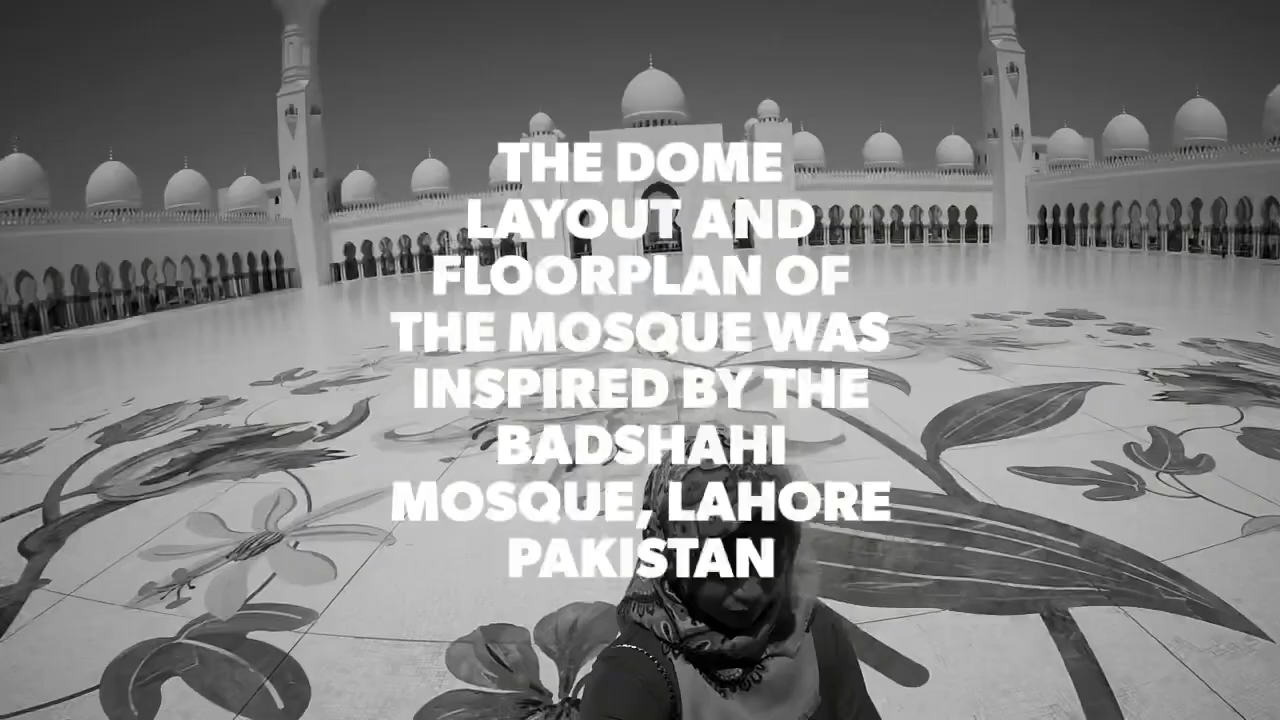 THE DOME
LAYOUT AND
FLOORPLAN OF
THE MOSQUE WAS
INSPIRED BY THE
BADSHAHI
MOSQUE, LAHORE
PAKISTAN